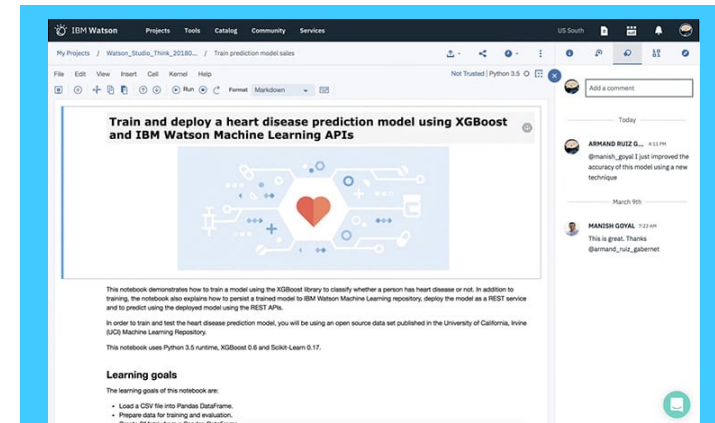 IBM Watson Projects Tools Catalog Community Services US South
My Projects / Watson_Studio_Think_20180... / Train prediction model sales
File Edit View Insert Cell Kernel Help Not Trusted | Python 3.5
Run Format Markdown
Train and deploy a heart disease prediction model using XGBoost
and IBM Watson Machine Learning APIs
This notebook demonstrates how to train a model using the XGBoost library to classify whether a person has heart disease or not. In addition to
training, the notebook also explains how to persist a trained model to IBM Watson Machine Learning repository, deploy the model as a REST service
and to predict using the deployed model using the REST APIs.
In order to train and test the heart disease prediction model, you will be using an open source data set published in the University of California, Irvine
(UCI) Machine Learning Repository.
This notebook uses Python 3.5 runtime, XGBoost 0.6 and Scikit-Learn 0.17.
Learning goals
The learning goals of this notebook are:
• Load a CSV file into Pandas DataFrame.
• Prepare data for training and evaluation.
Add a comment
Today
ARMAND RUIZ G... 4:15 PM
@manish_goyal I just improved the
accuracy of this model using a new
technique
March 9th
MANISH GOYAL 7:22 AM
This is great. Thanks
@armand_ruiz_gabernet